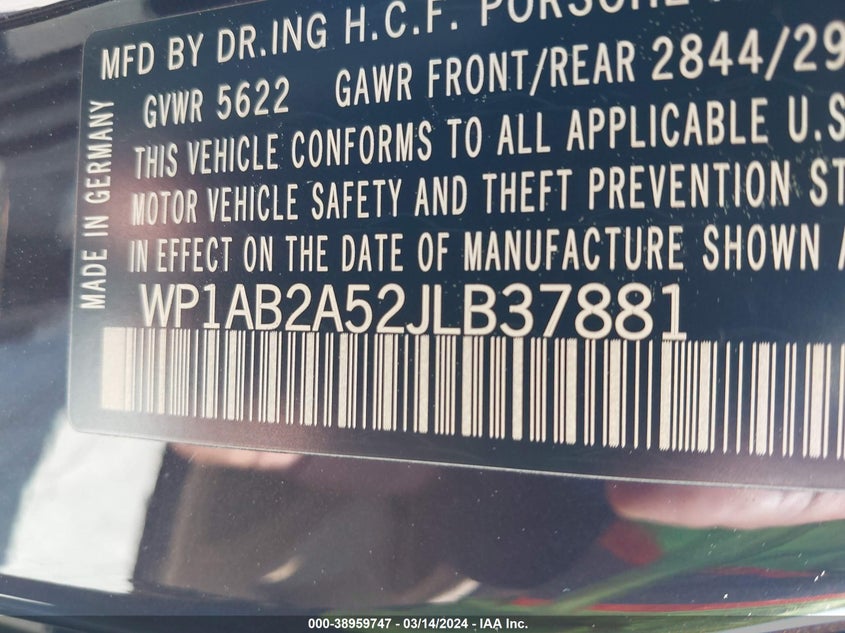 MFD BY DR.ING H.C.F. PORSCHE
GVWR 5622 GAWR FRONT/REAR 2844/29
MADE IN GERMANY
THIS VEHICLE CONFORMS TO ALL APPLICABLE U.S
MOTOR VEHICLE SAFETY AND THEFT PREVENTION ST
IN EFFECT ON THE DATE OF MANUFACTURE SHOWN A
WP1AB2A52JLB37881
000-38959747 - 03/14/2024 - IAA Inc.